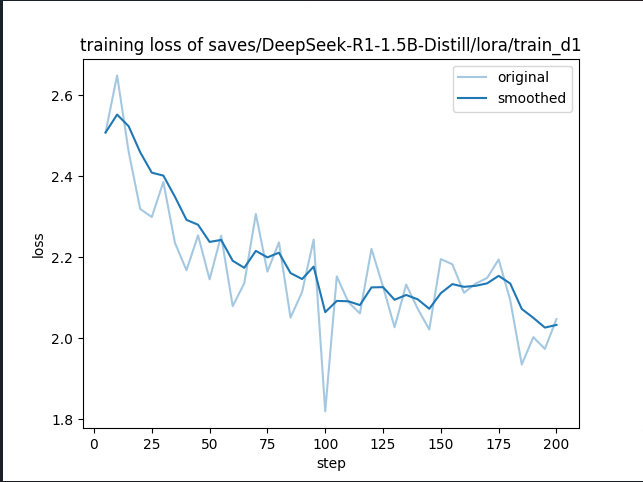 training loss of saves/DeepSeek-R1-1.5B-Distill/lora/train_d1
original
smoothed
2.6
2.4
2.2
2.0
1.8
loss
0 25 50 75 100 125 150 175 200
step